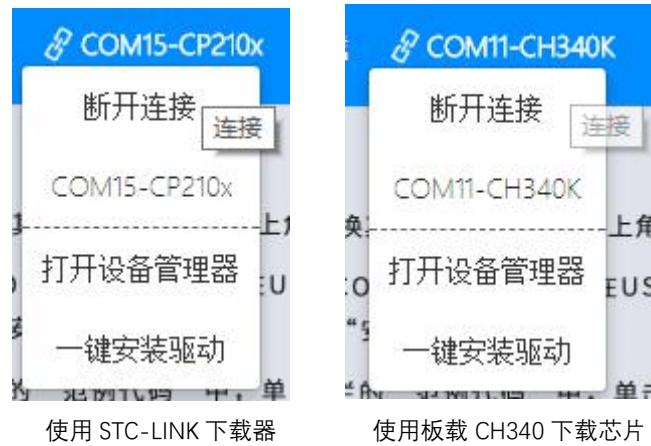 COM15-CP210x
断开连接
连接
COM15-CP210x
打开设备管理器
一键安装驱动
使用 STC-LINK 下载器
COM11-CH340K
断开连接
连接
COM11-CH340K
打开设备管理器
一键安装驱动
使用板载 CH340 下载芯片